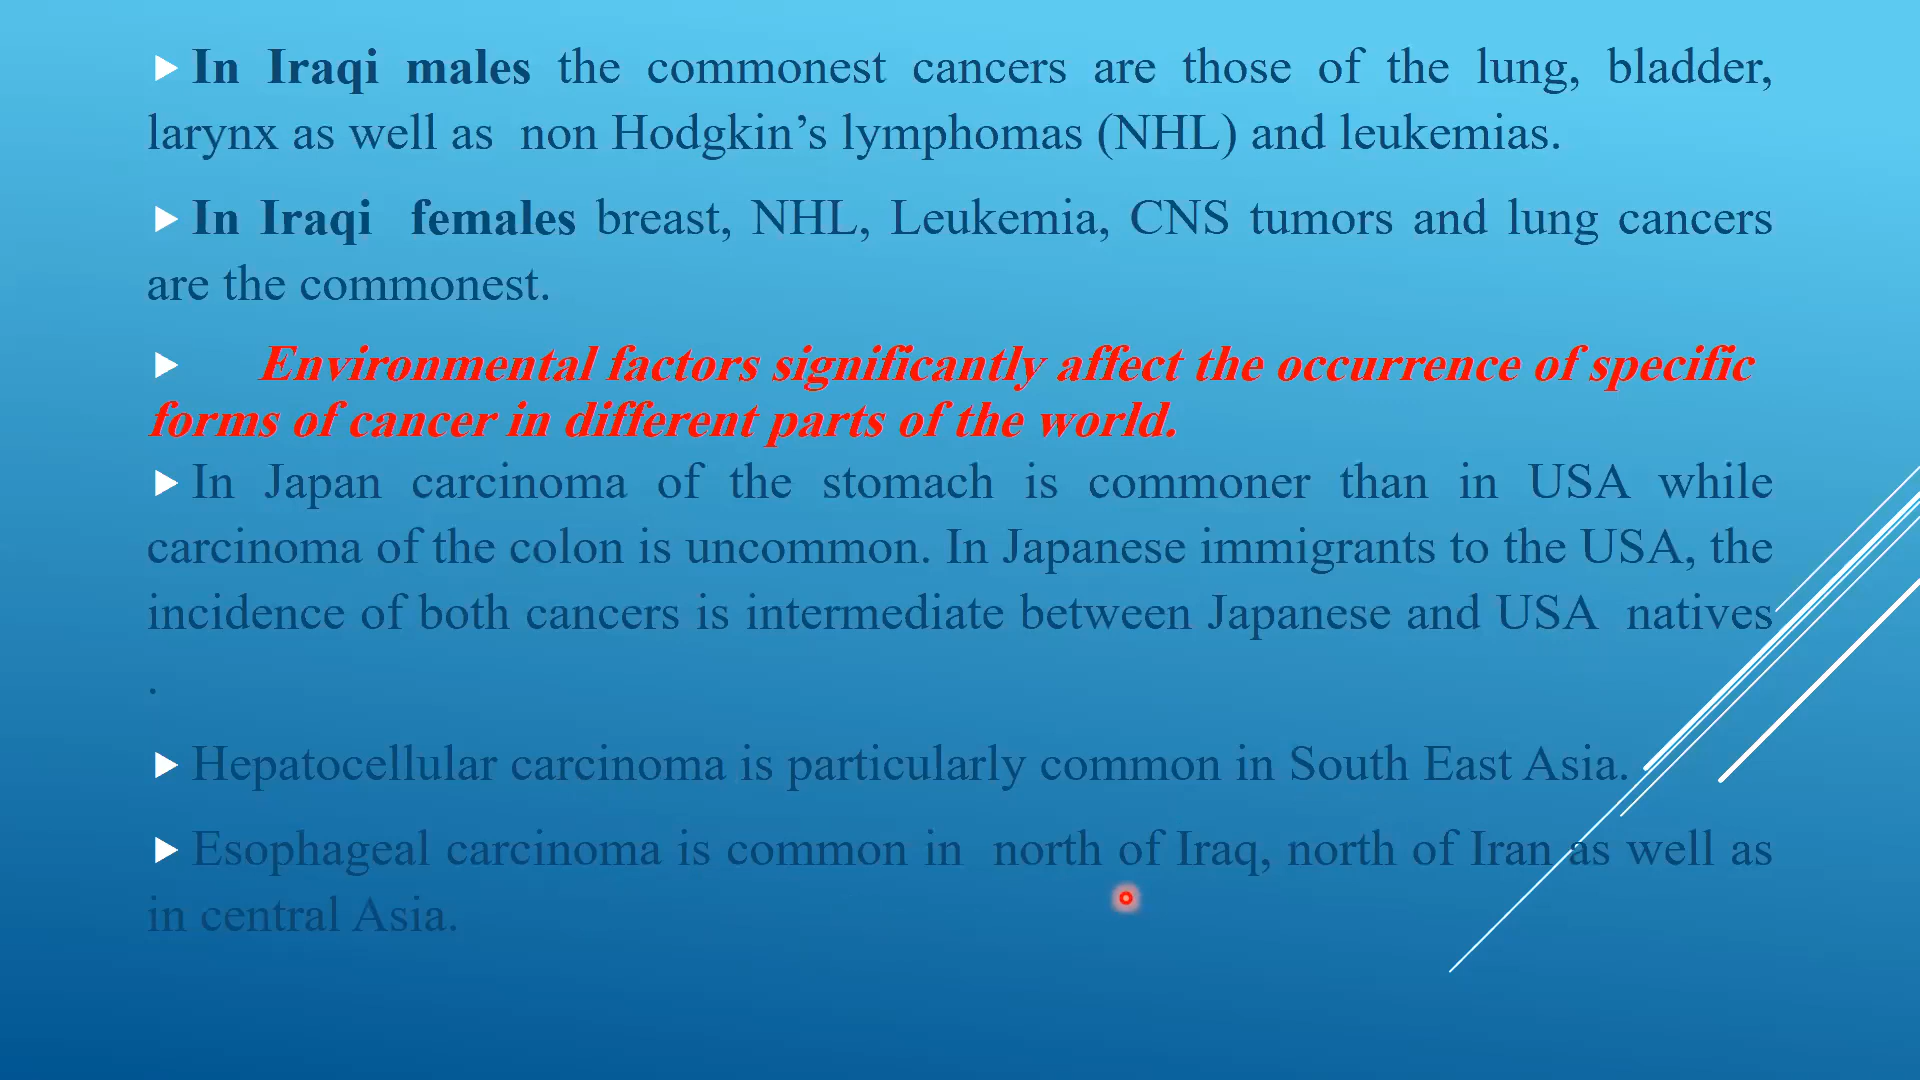 In Iraqi males the commonest cancers are those of the lung, bladder,
larynx as well as non Hodgkin's lymphomas (NHL) and leukemias.
In Iraqi females breast, NHL, Leukemia, CNS tumors and lung cancers
are the commonest.
Environmental factors significantly affect the occurrence of specific
forms of cancer in different parts of the world.
In Japan carcinoma of the stomach is commoner than in USA while
carcinoma of the colon is uncommon. In Japanese immigrants to the USA, the
incidence of both cancers is intermediate between Japanese and USA natives
.
Hepatocellular carcinoma is particularly common in South East Asia.
Esophageal carcinoma is common in north of Iraq, north of Iran as well as
in central Asia.